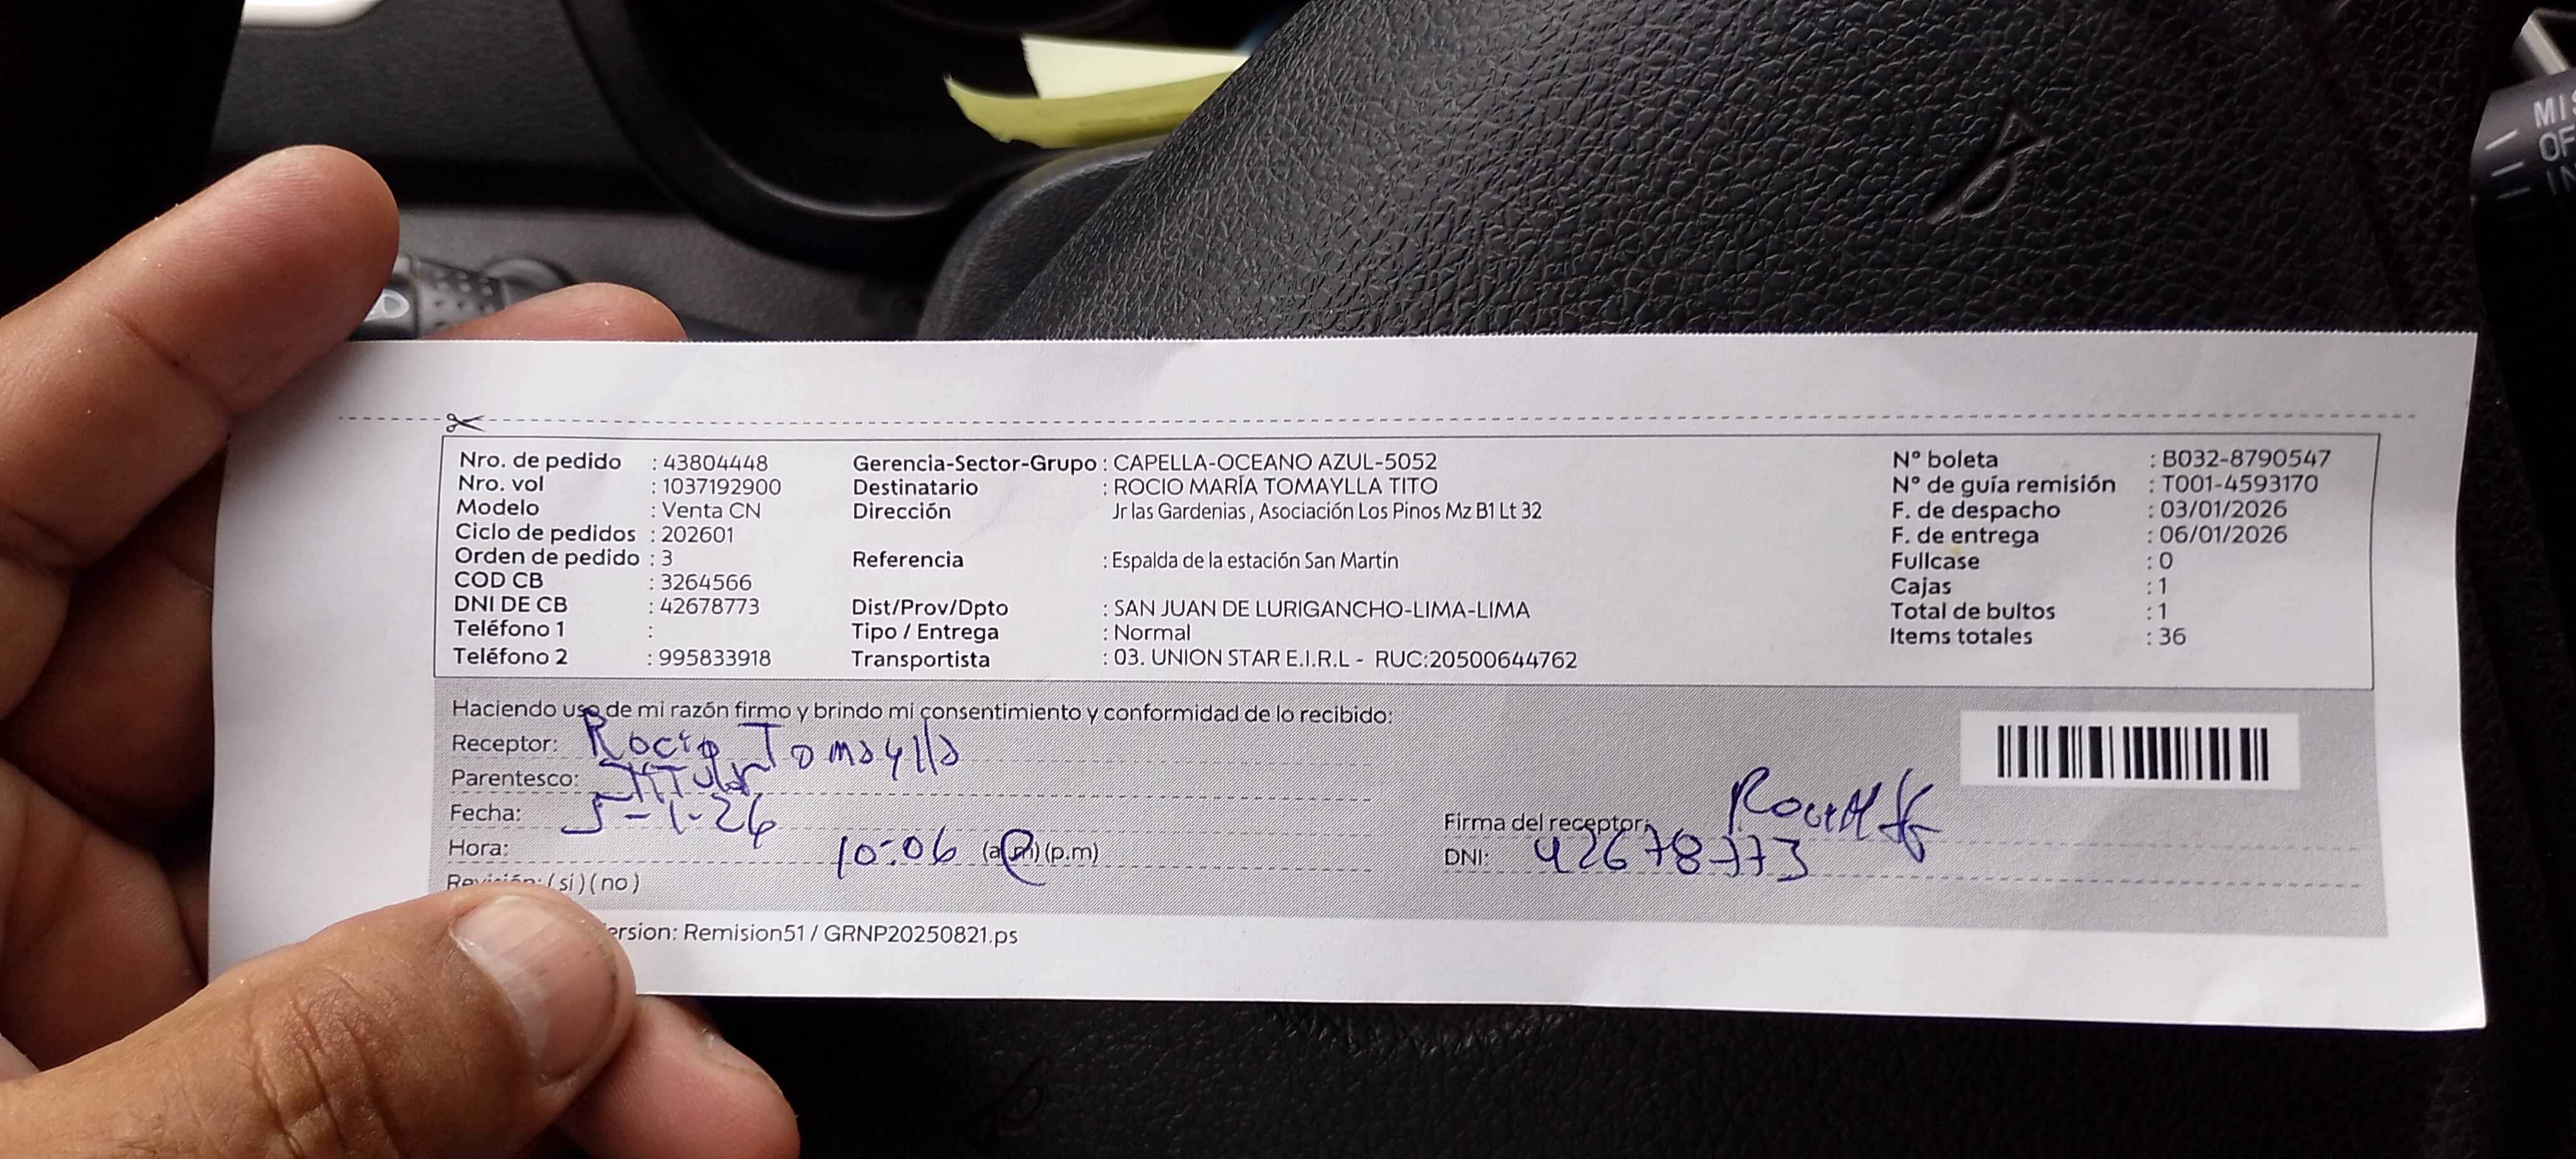 Nro. de pedido : 43804448
Nro. vol : 1037192900
Modelo : Venta CN
Ciclo de pedidos : 202601
Orden de pedido : 3
COD CB : 3264566
DNI DE CB : 42678773
Teléfono 1 :
Teléfono 2 : 995833918
Gerencia-Sector-Grupo : CAPELLA-OCEANO AZUL-5052
Destinatario : ROCIO MARÍA TOMAYLLA TITO
Dirección Jr las Gardenias , Asociación Los Pinos Mz B1 Lt 32
Referencia : Espalda de la estación San Martin
Dist/Prov/Dpto : SAN JUAN DE LURIGANCHO-LIMA-LIMA
Tipo / Entrega : Normal
Transportista : 03. UNION STAR E.I.R.L - RUC:20500644762
N° boleta : B032-8790547
N° de guía remisión : T001-4593170
F. de despacho : 03/01/2026
F. de entrega : 06/01/2026
Fullcase : 0
Cajas : 1
Total de bultos : 1
Items totales : 36
Haciendo uso de mi razón firmo y brindo mi consentimiento y conformidad de lo recibido:
Receptor: Rocio Tomaylla
Parentesco: Titular
Fecha: 5-1-26
Hora: 10:06 (a.m) (p.m)
Revisión: (si) (no)
Firma del receptor:
DNI: 42678773
ersion: Remision51 / GRNP20250821.ps
MIS
OF
IN